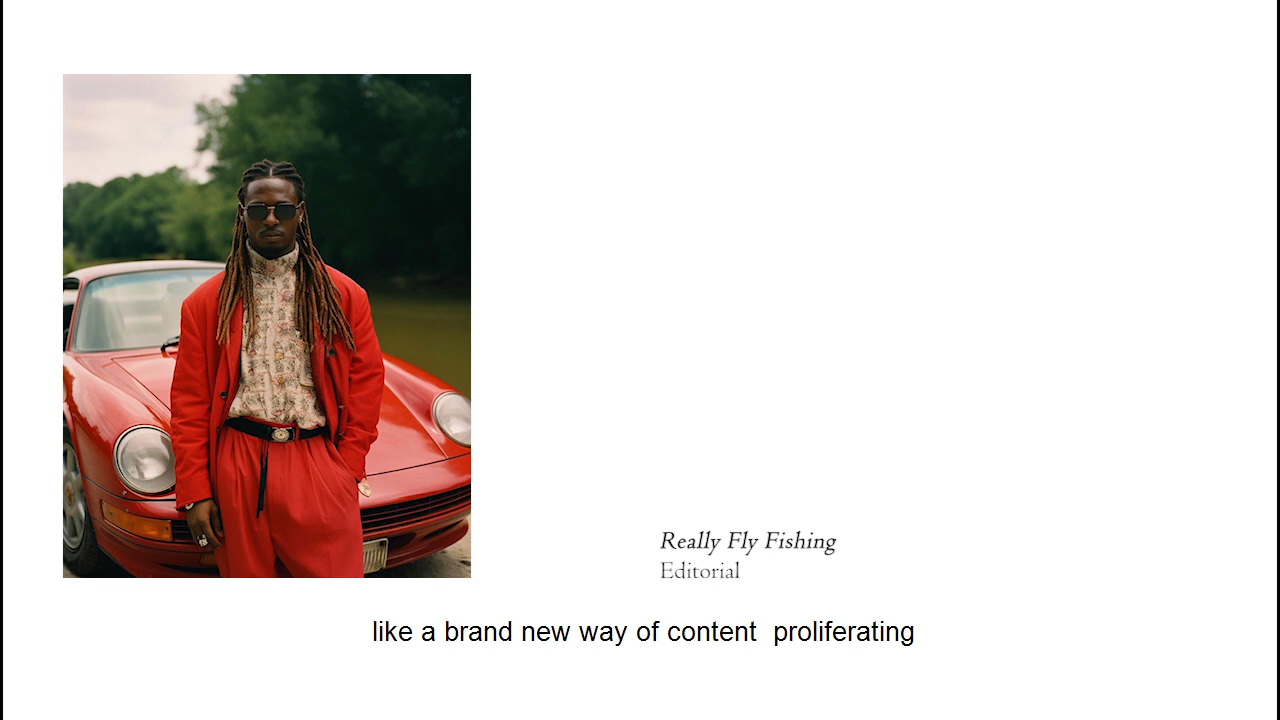 Really Fly Fishing
Editorial
like a brand new way of content  proliferating